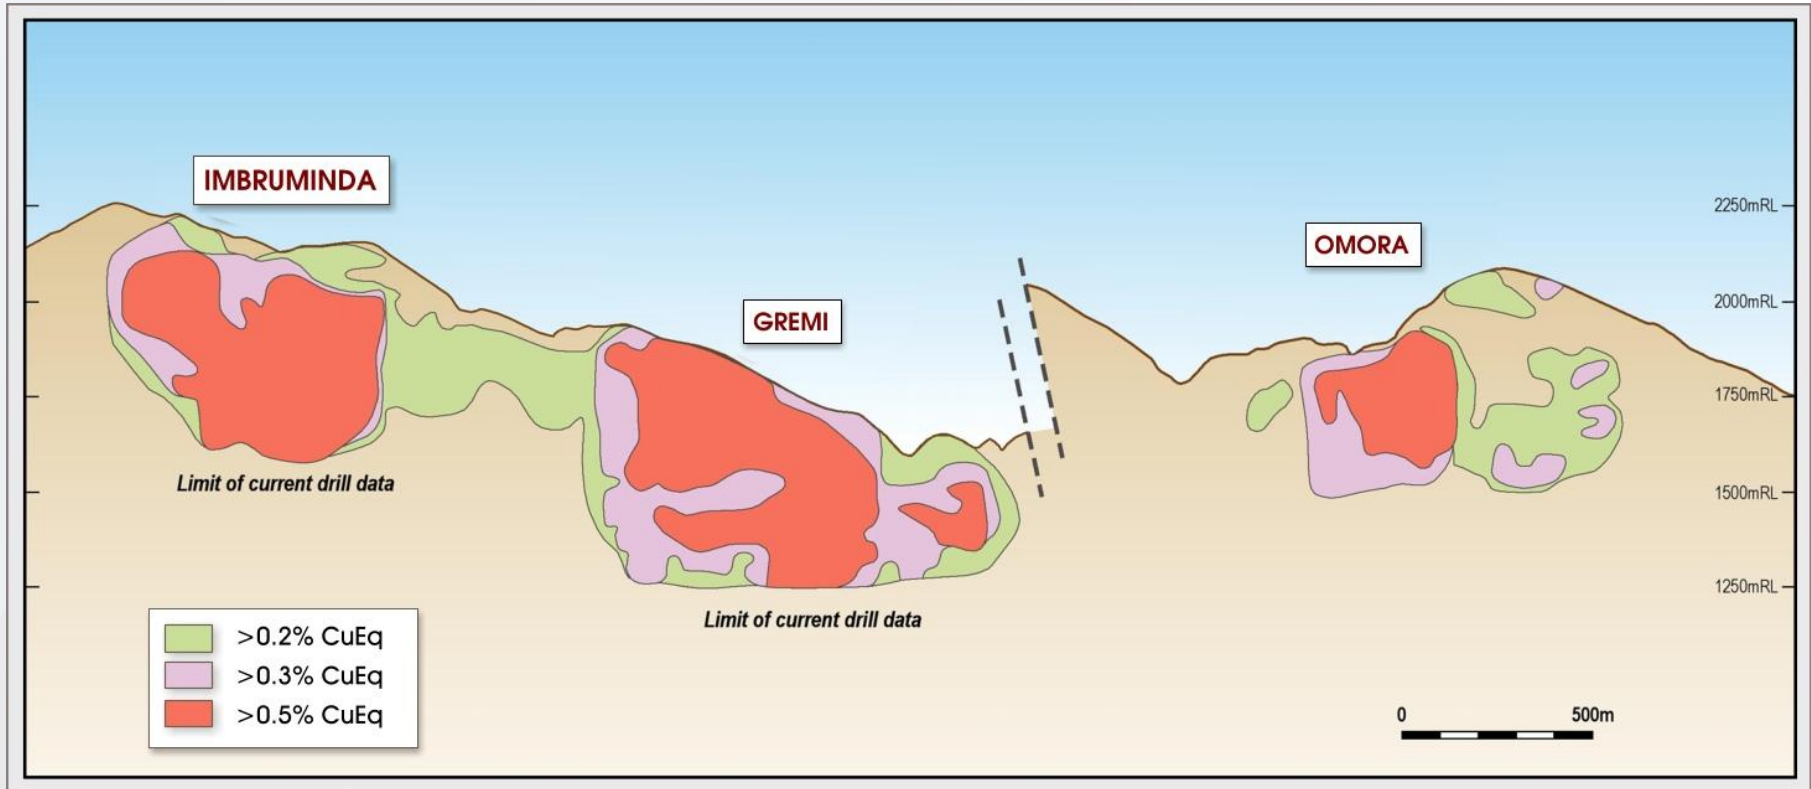 IMBRUMINDA
2250mRL
OMORA
2000mRL
GREMI
1750mRL
Limit of current drill data
1500mRL
1250mRL
Limit of current drill data
>0.2% CuEq
>0.3% CuEq
>0.5% CuEq
0 500m